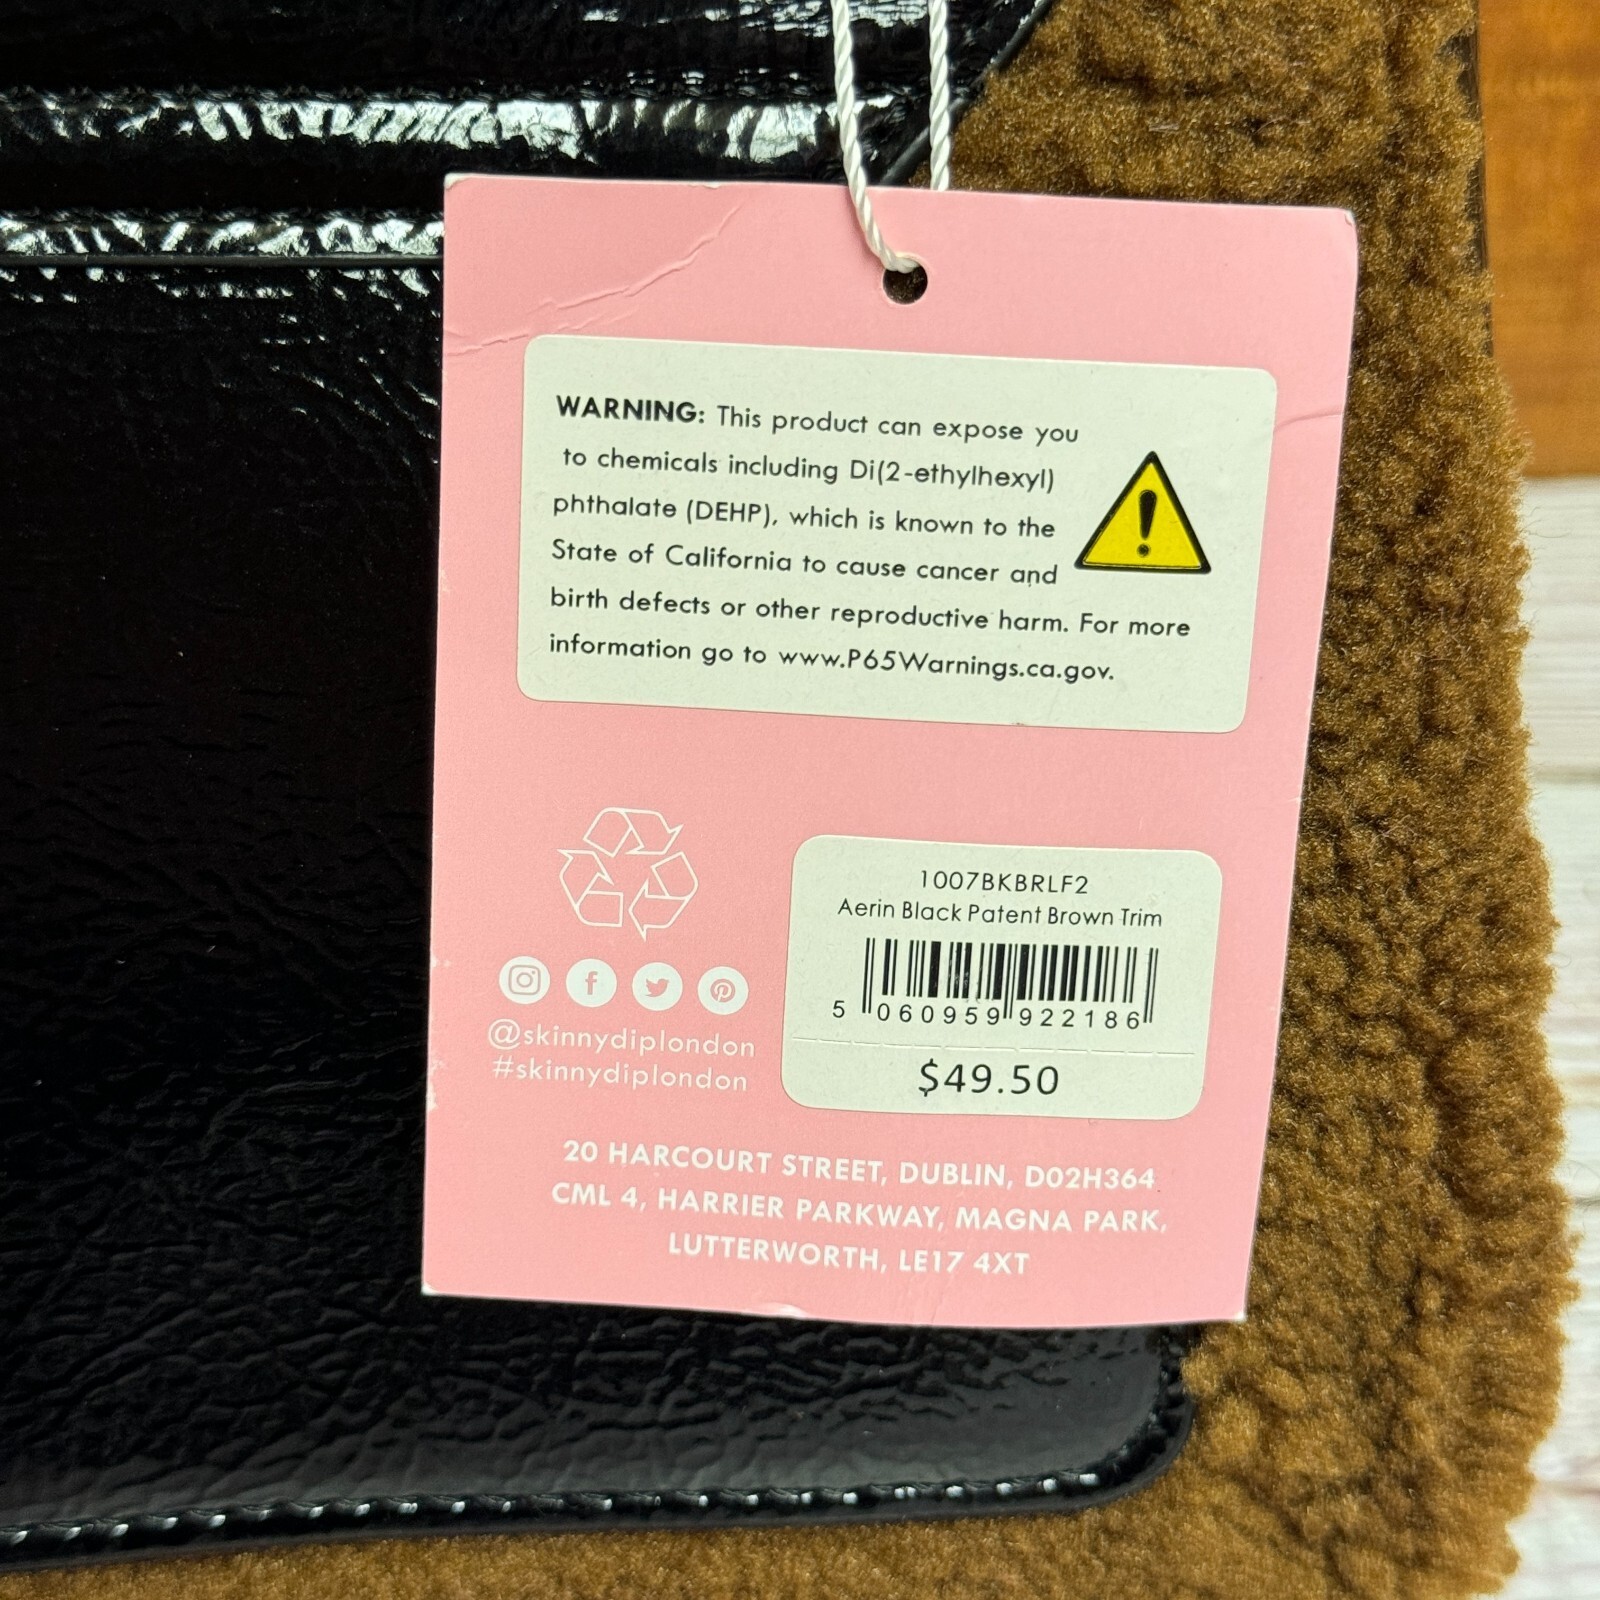 WARNING: This product can expose you
to chemicals including Di(2-ethylhexyl)
phthalate (DEHP), which is known to the
State of California to cause cancer and
birth defects or other reproductive harm. For more
information go to www.P65Warnings.ca.gov.
1007BKBRLF2
Aerin Black Patent Brown Trim
5 060959 922186
$49.50
@skinnydiplondon
#skinnydiplondon
20 HARCOURT STREET, DUBLIN, D02H364
CML 4, HARRIER PARKWAY, MAGNA PARK,
LUTTERWORTH, LE17 4XT